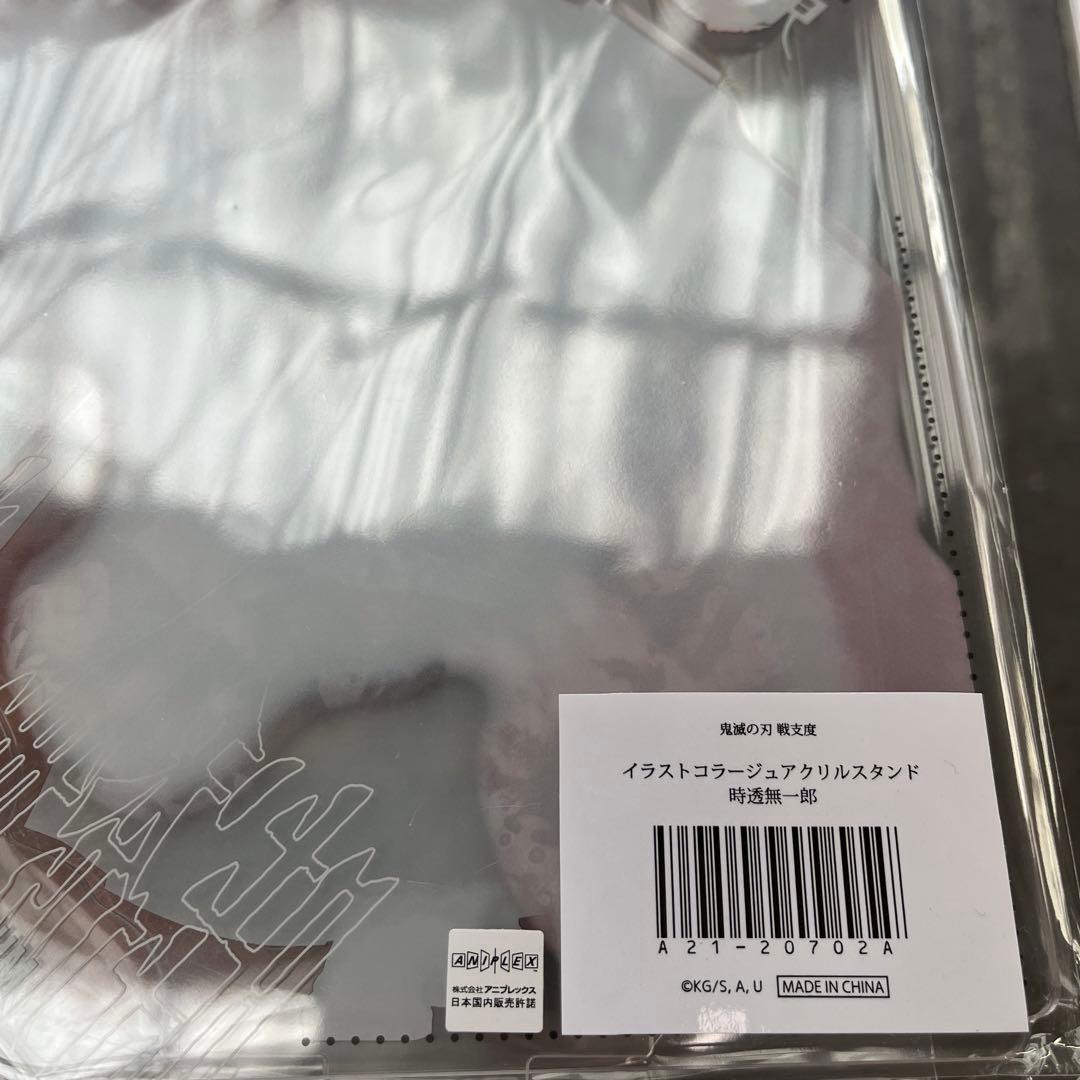 鬼滅の刃 戦支度
イラストコラージュアクリルスタンド
時透無一郎
A21-20702A
©KG/S, A, U MADE IN CHINA
ANIPLEX™
株式会社アニプレックス
日本国内販売許諾